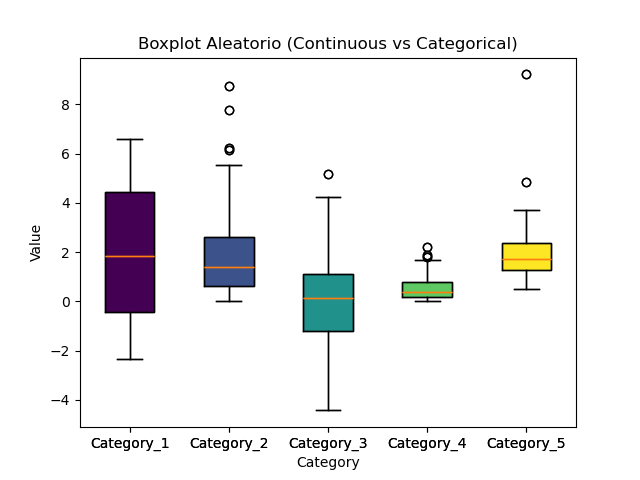 Boxplot Aleatorio (Continuous vs Categorical)
Value
8
6
4
2
0
−2
−4
Category_1 Category_2 Category_3 Category_4 Category_5
Category